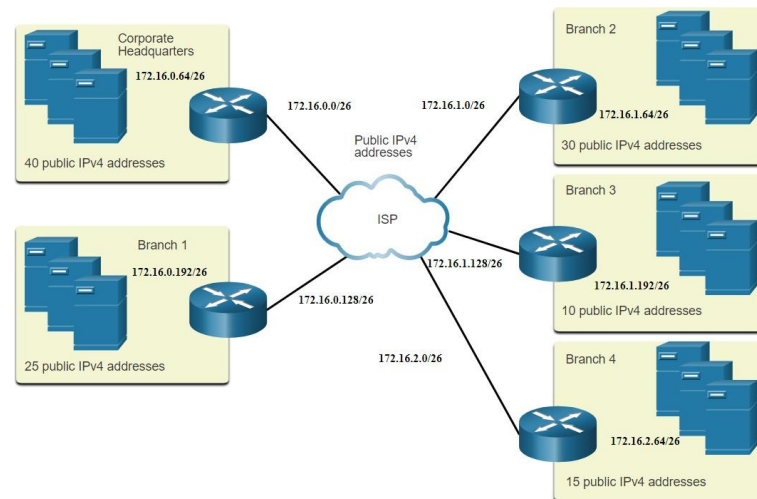 Corporate
Headquarters
172.16.0.64/26
40 public IPv4 addresses
172.16.0.0/26
Branch 1
172.16.0.192/26
25 public IPv4 addresses
172.16.0.128/26
Public IPv4
addresses
ISP
172.16.1.0/26
Branch 2
172.16.1.64/26
30 public IPv4 addresses
172.16.1.128/26
Branch 3
172.16.1.192/26
10 public IPv4 addresses
172.16.2.0/26
Branch 4
172.16.2.64/26
15 public IPv4 addresses